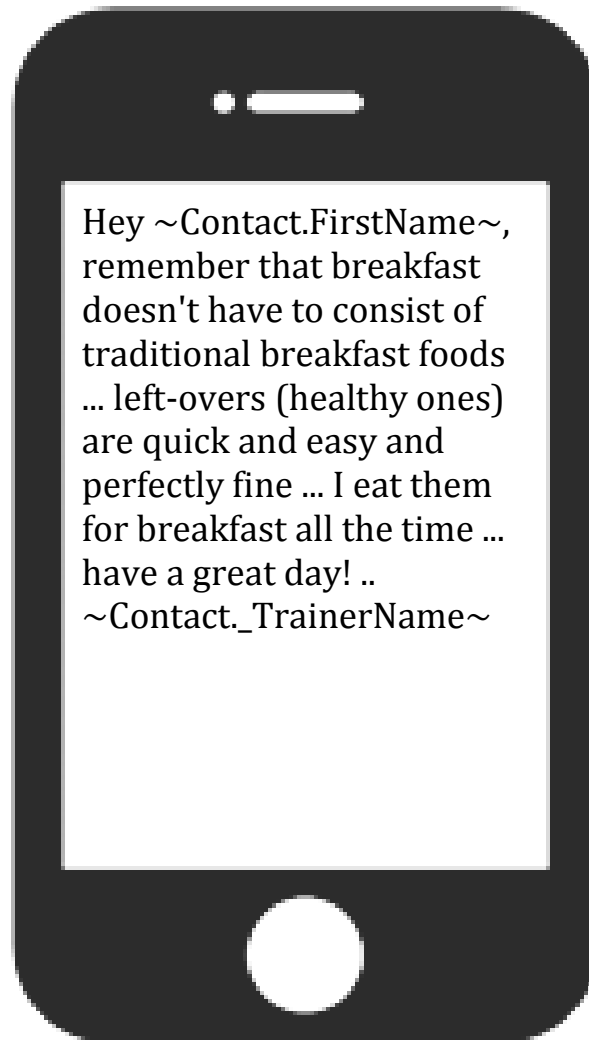 Hey ~Contact.FirstName~,
remember that breakfast
doesn't have to consist of
traditional breakfast foods
... left-overs (healthy ones)
are quick and easy and
perfectly fine ... I eat them
for breakfast all the time ...
have a great day! ..
~Contact._TrainerName~